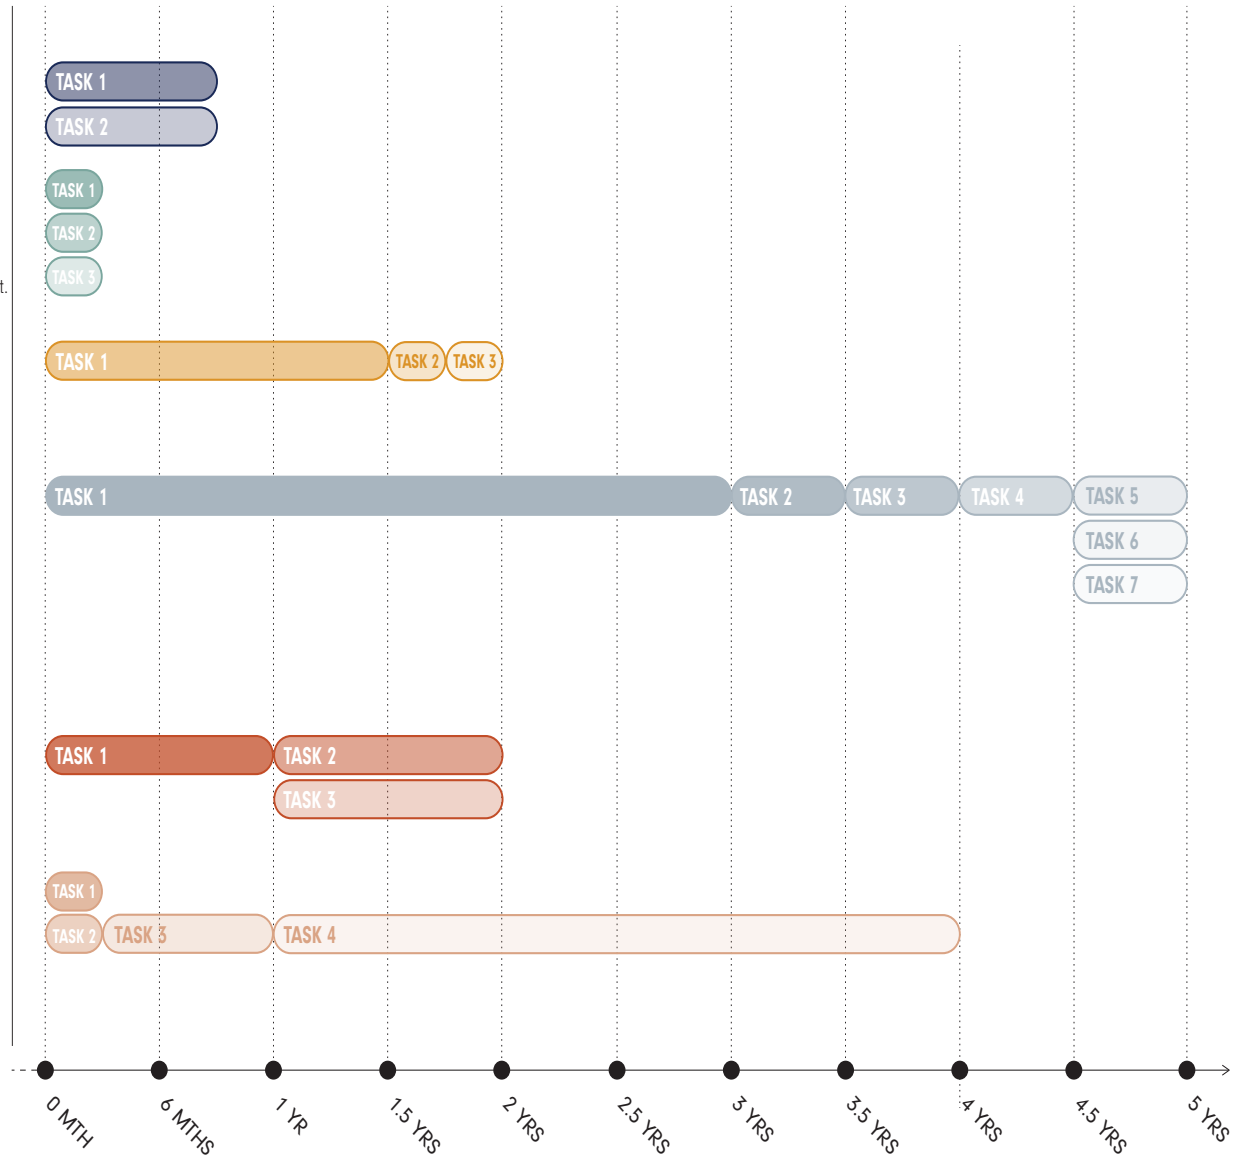 TASK 1
TASK 2
TASK 1
TASK 2
TASK 3
t.
TASK 1 TASK 2 TASK 3
TASK 1 TASK 2 TASK 3 TASK 4 TASK 5
TASK 6
TASK 7
TASK 1 TASK 2
TASK 3
TASK 1
TASK 2 TASK 3 TASK 4
0 MTH 6 MTHS 1 YR 1.5 YRS 2 YRS 2.5 YRS 3 YRS 3.5 YRS 4 YRS 4.5 YRS 5 YRS